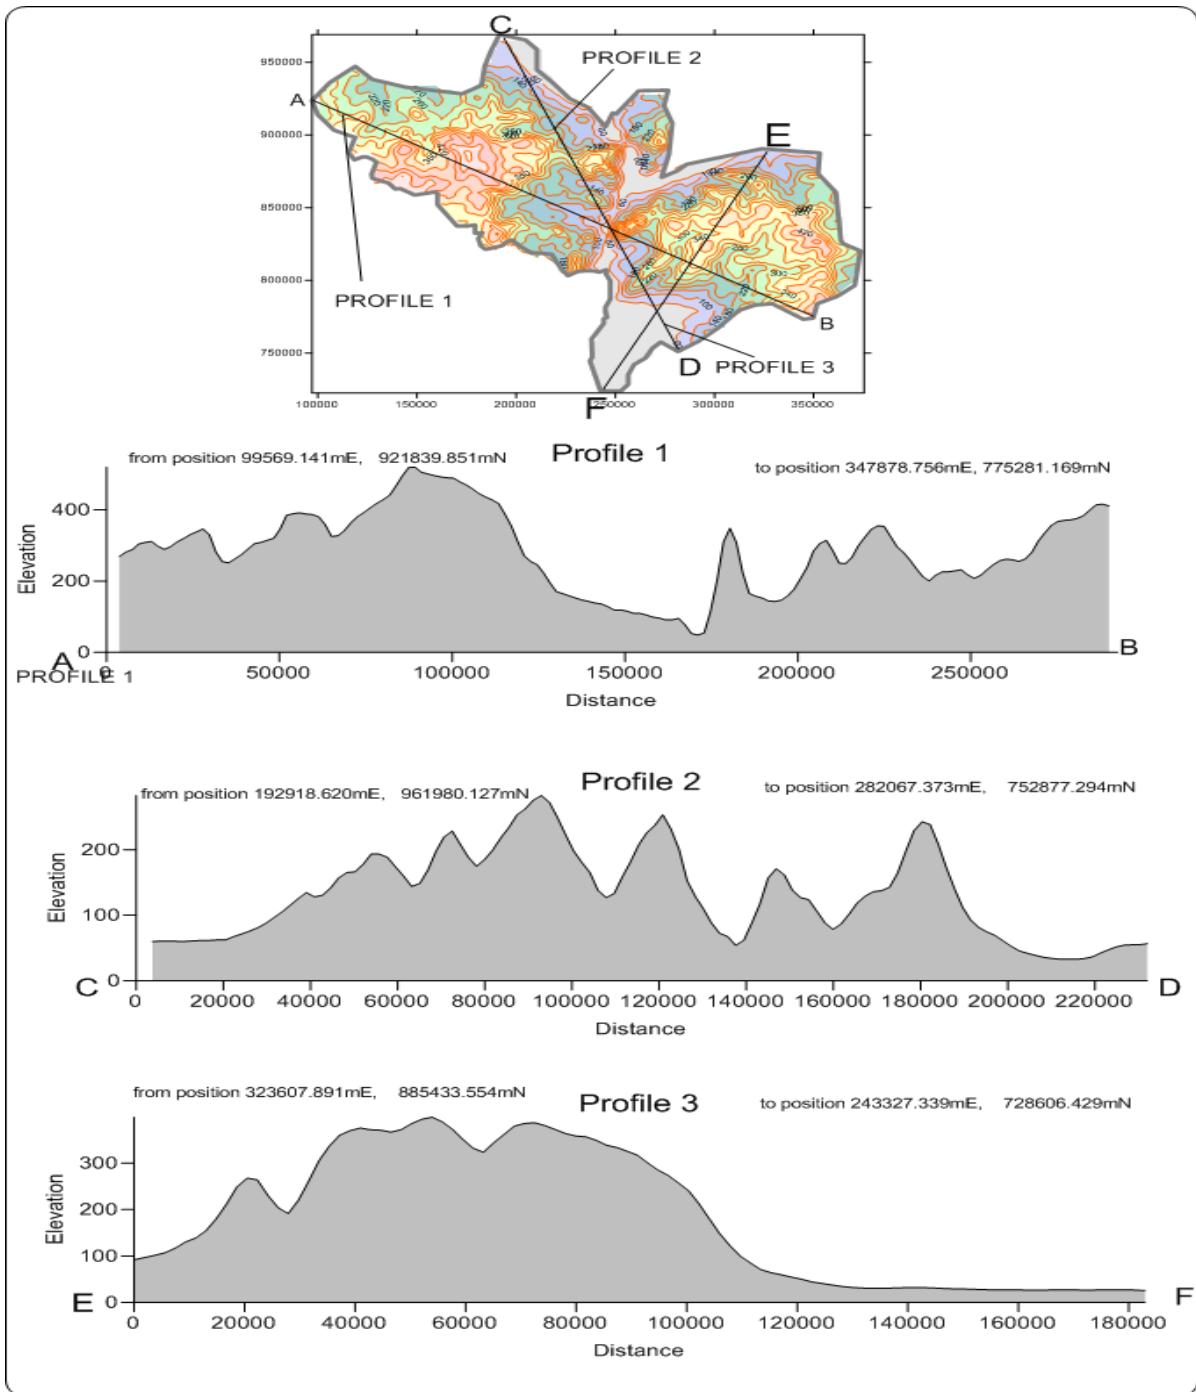 C
PROFILE 2
950000
A
E
900000
850000
800000
PROFILE 1
B
750000
D PROFILE 3
100000 150000 200000 250000 300000 350000
F
Profile 1
from position 99569.141mE, 921839.851mN
to position 347878.756mE, 775281.169mN
Elevation
400
200
0
A
B
PROFILE 1
0 50000 100000 150000 200000 250000
Distance
Profile 2
from position 192918.620mE, 961980.127mN
to position 282067.373mE, 752877.294mN
Elevation
200
100
0
C
D
0 20000 40000 60000 80000 100000 120000 140000 160000 180000 200000 220000
Distance
Profile 3
from position 323607.891mE, 885433.554mN
to position 243327.339mE, 728606.429mN
Elevation
300
200
100
0
E
F
0 20000 40000 60000 80000 100000 120000 140000 160000 180000
Distance